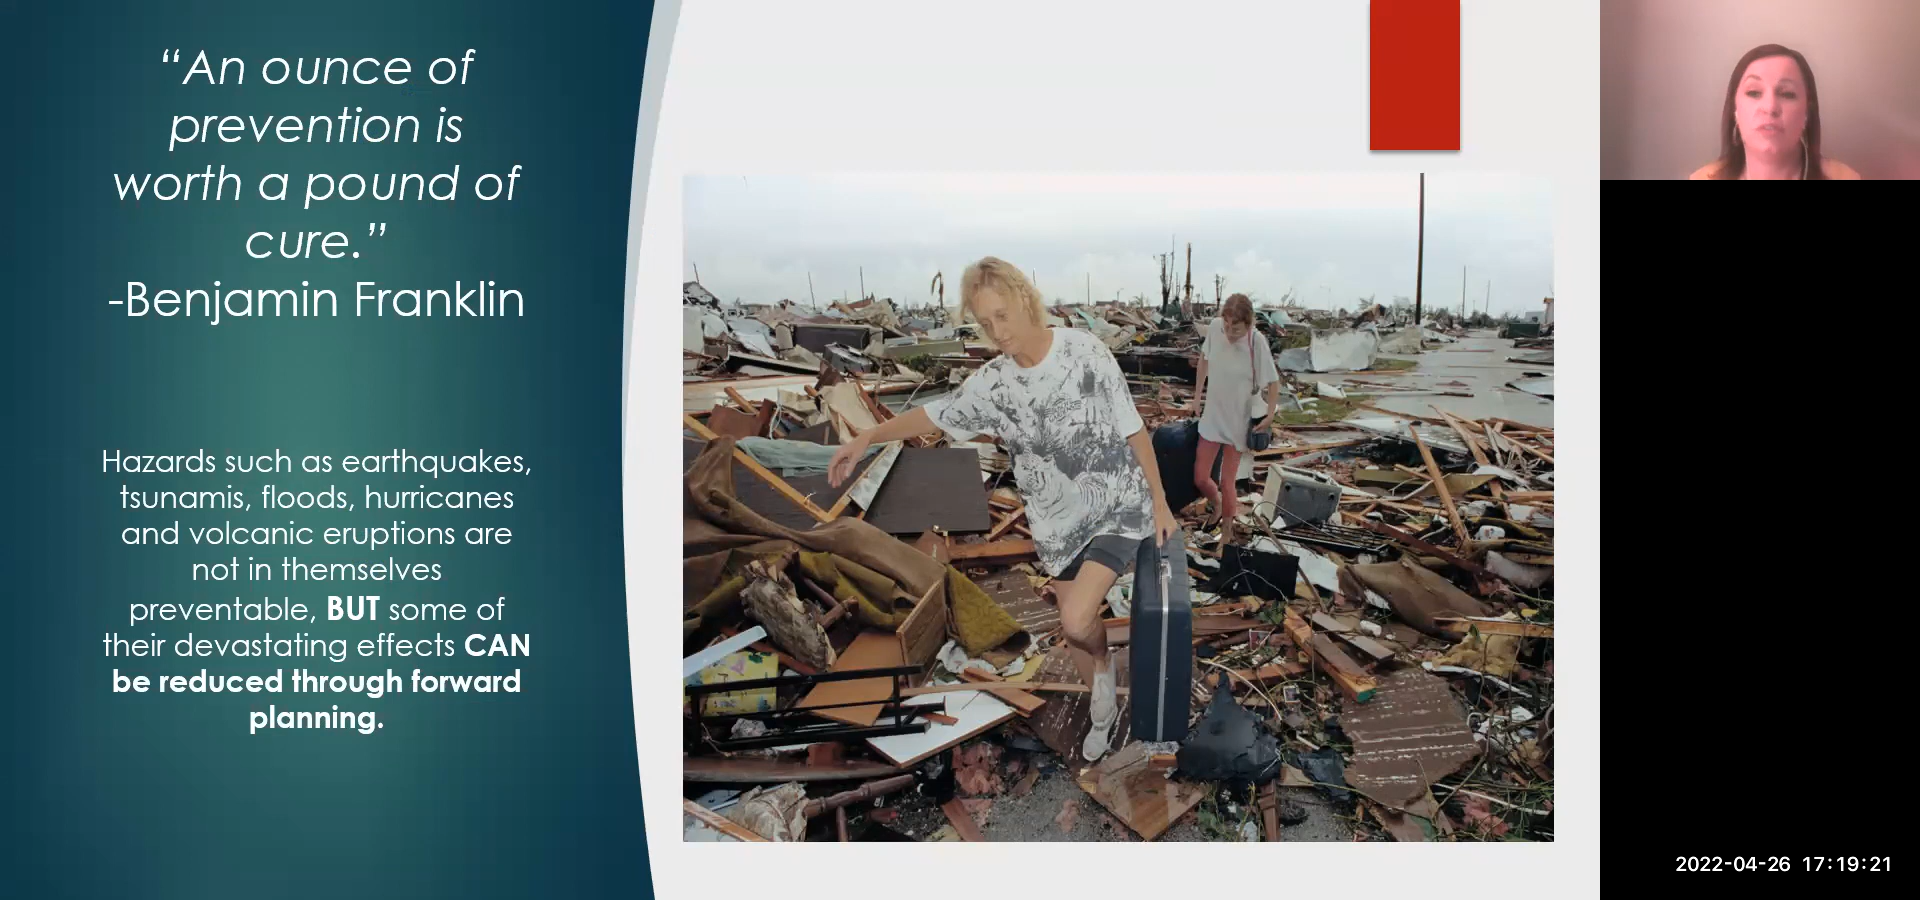 “An ounce of
prevention is
worth a pound of
cure.”
-Benjamin Franklin
Hazards such as earthquakes,
tsunamis, floods, hurricanes
and volcanic eruptions are
not in themselves
preventable, BUT some of
their devastating effects CAN
be reduced through forward
planning.
2022-04-26 17:19:21